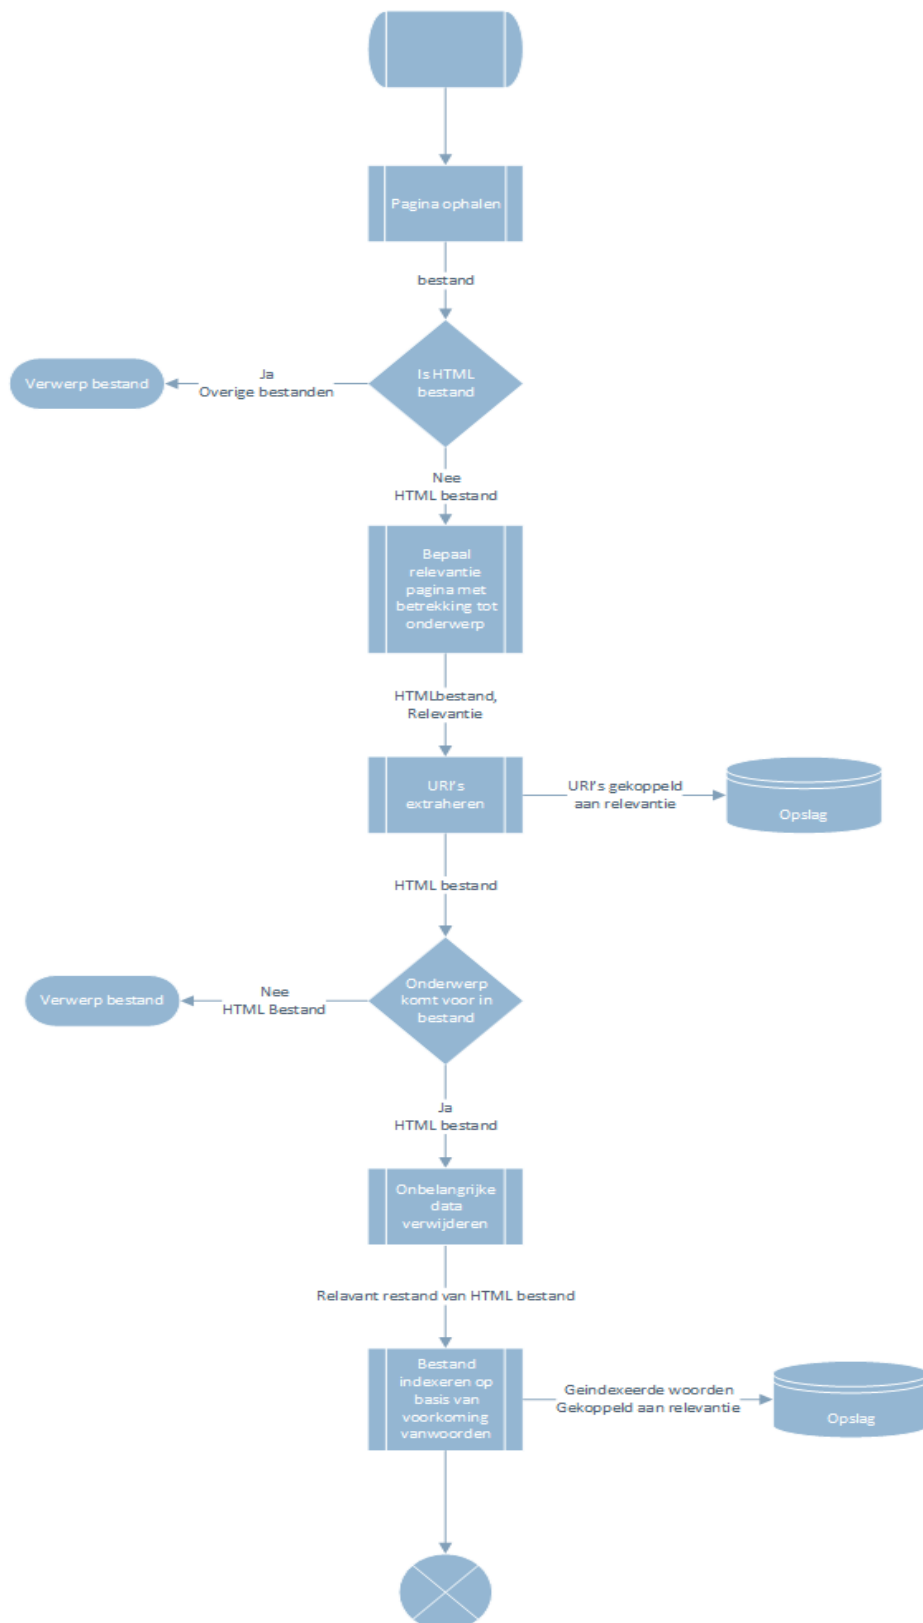 Pagina ophalen
bestand
Is HTML
bestand
Ja
Overige bestanden
Verwerp bestand
Nee
HTML bestand
Bepaal
relevantie
pagina met
betrekking tot
onderwerp
HTMLbestand,
Relevantie
URI's
extraheren
URI's gekoppeld
aan relevantie
Opslag
HTML bestand
Onderwerp
komt voor in
bestand
Nee
HTML Bestand
Verwerp bestand
Ja
HTML bestand
Onbelangrijke
data
verwijderen
Relavant restand van HTML bestand
Bestand
indexeren op
basis van
voorkoming
vanwoorden
Geindexeerde woorden
Gekoppeld aan relevantie
Opslag